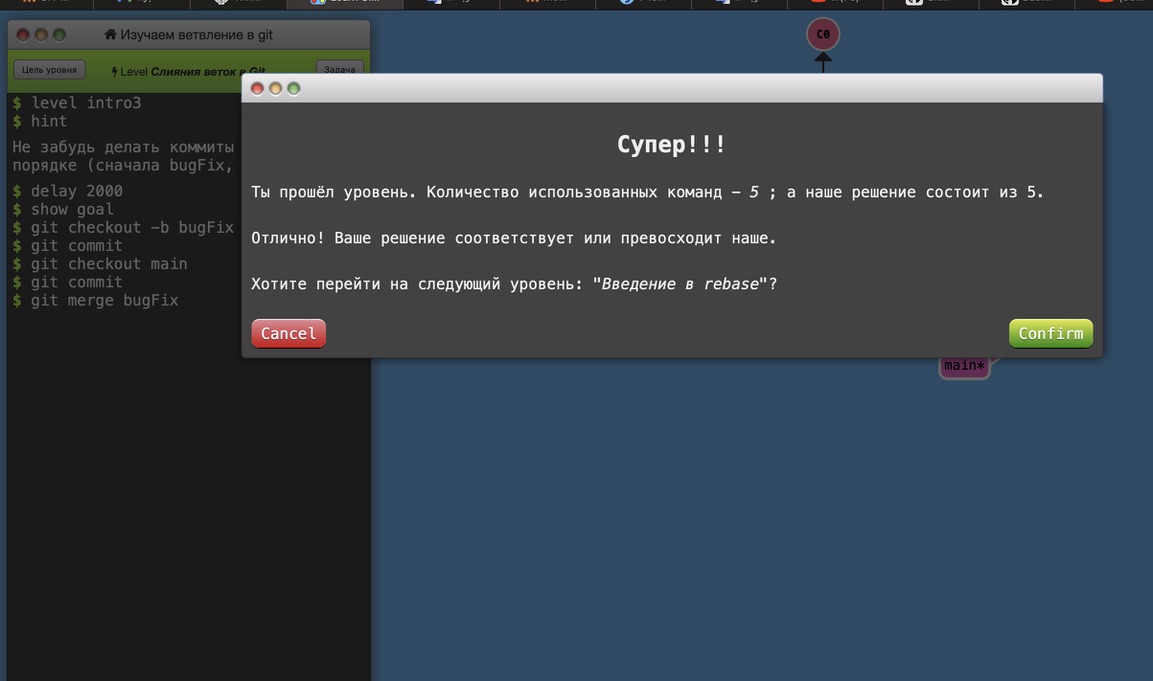 C0
Изучаем ветвление в git
Цель уровня
Level Слияния веток в Git
Задача
$ level intro3
$ hint
Не забудь делать коммиты
порядке (сначала bugFix,
$ delay 2000
$ show goal
$ git checkout -b bugFix
$ git commit
$ git checkout main
$ git commit
$ git merge bugFix
Супер!!!
Ты прошёл уровень. Количество использованных команд – 5 ; а наше решение состоит из 5.
Отлично! Ваше решение соответствует или превосходит наше.
Хотите перейти на следующий уровень: "Введение в rebase"?
Cancel
Confirm
main*